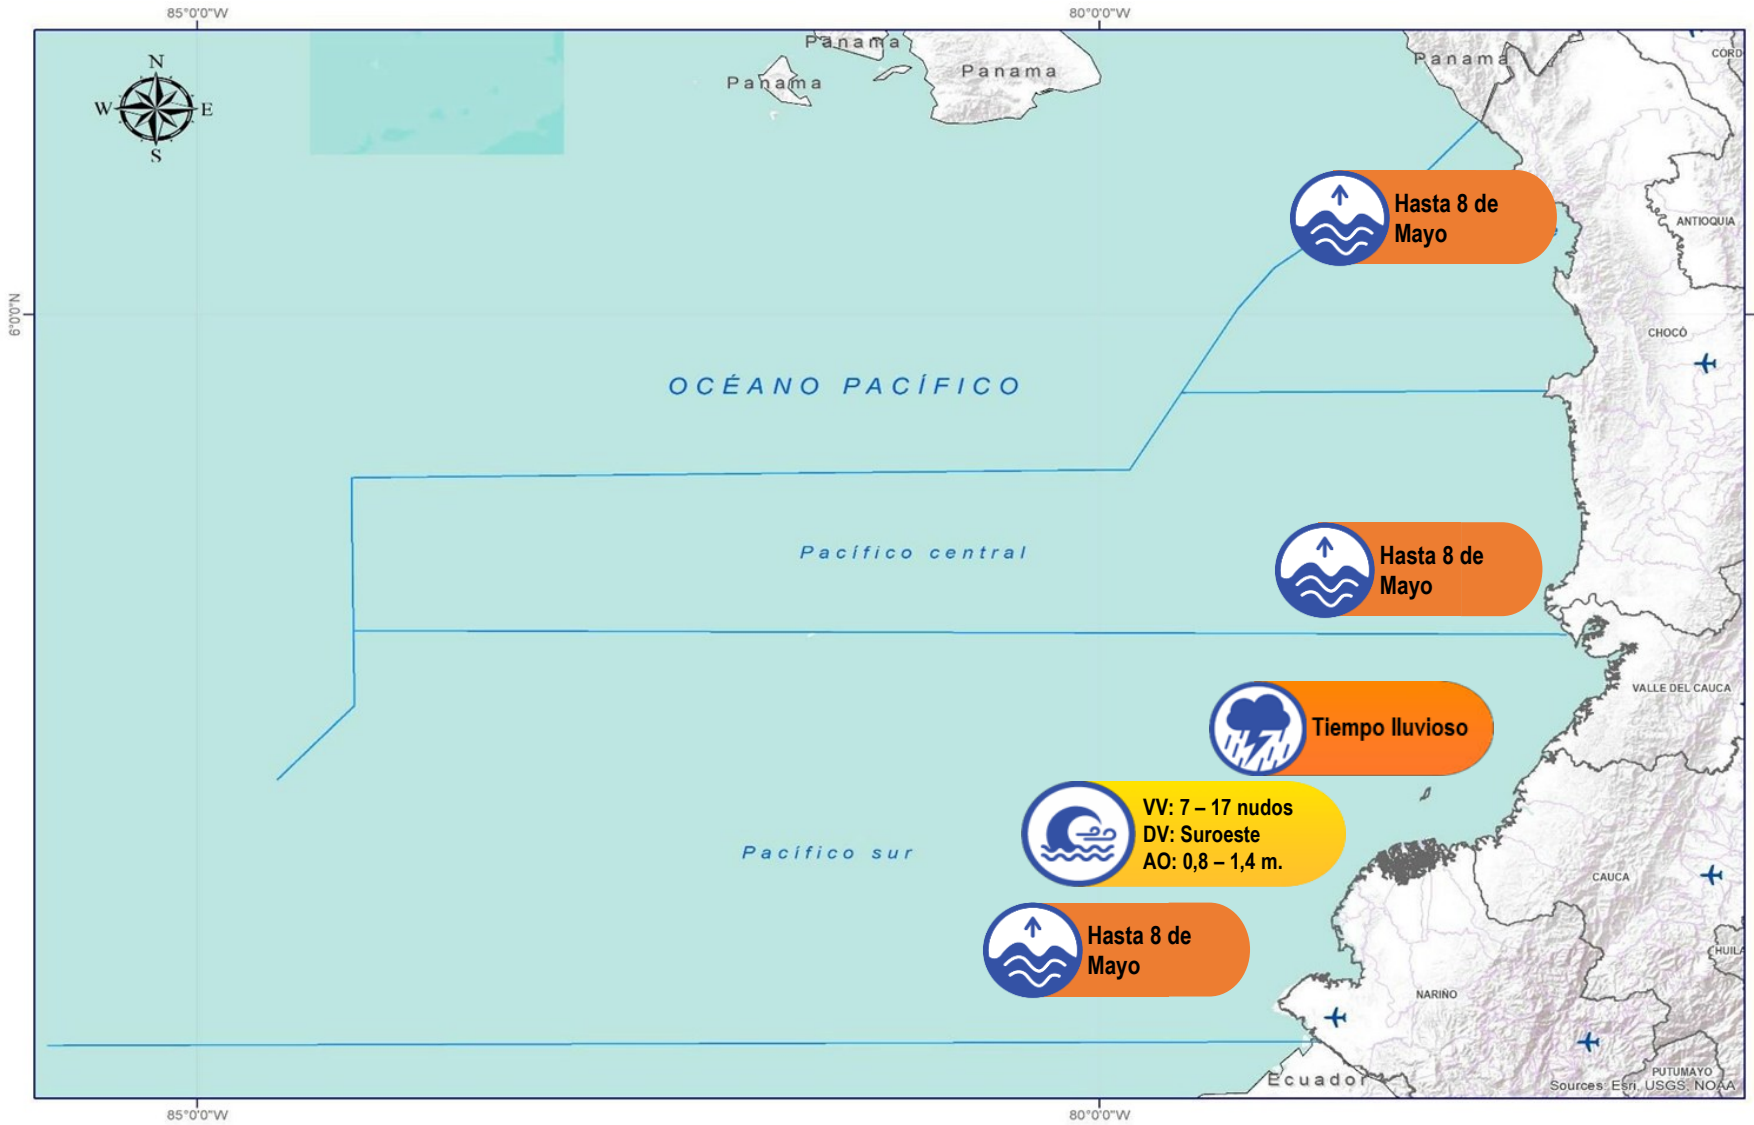 85°0'0"W
80°0'0"W
N
W
E
S
Panama
Panama
Panama
Panama
CORD
ANTIOQUIA
Hasta 8 de
Mayo
6°0'0"N
CHOCÓ
OCÉANO PACÍFICO
Pacífico central
Hasta 8 de
Mayo
VALLE DEL CAUCA
Tiempo lluvioso
VV: 7 – 17 nudos
DV: Suroeste
AO: 0,8 – 1,4 m.
Pacífico sur
CAUCA
Hasta 8 de
Mayo
HUILA
NARIÑO
Ecuador
PUTUMAYO
Sources: Esri, USGS, NOAA
85°0'0"W
80°0'0"W